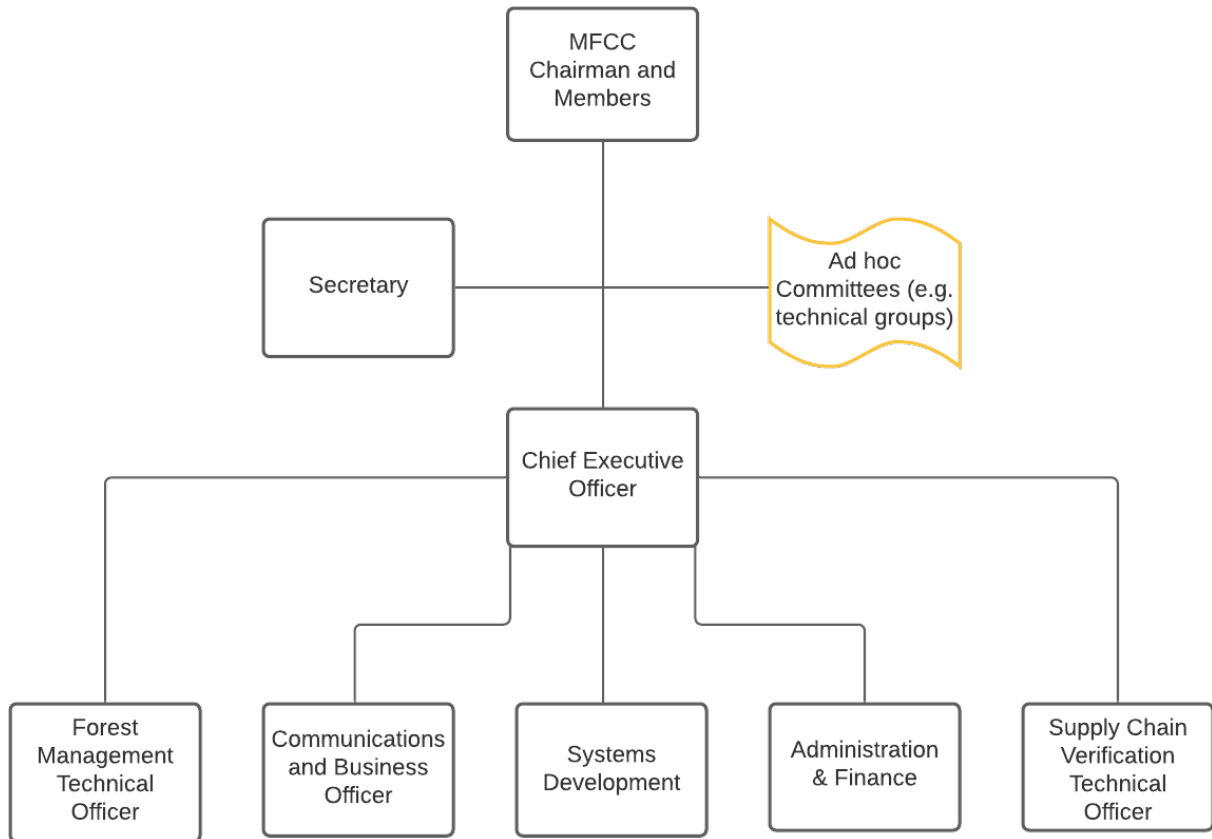 MFCC
Chairman and
Members
Secretary
Ad hoc
Committees (e.g.
technical groups)
Chief Executive
Officer
Forest
Management
Technical
Officer
Communications
and Business
Officer
Systems
Development
Administration
& Finance
Supply Chain
Verification
Technical
Officer